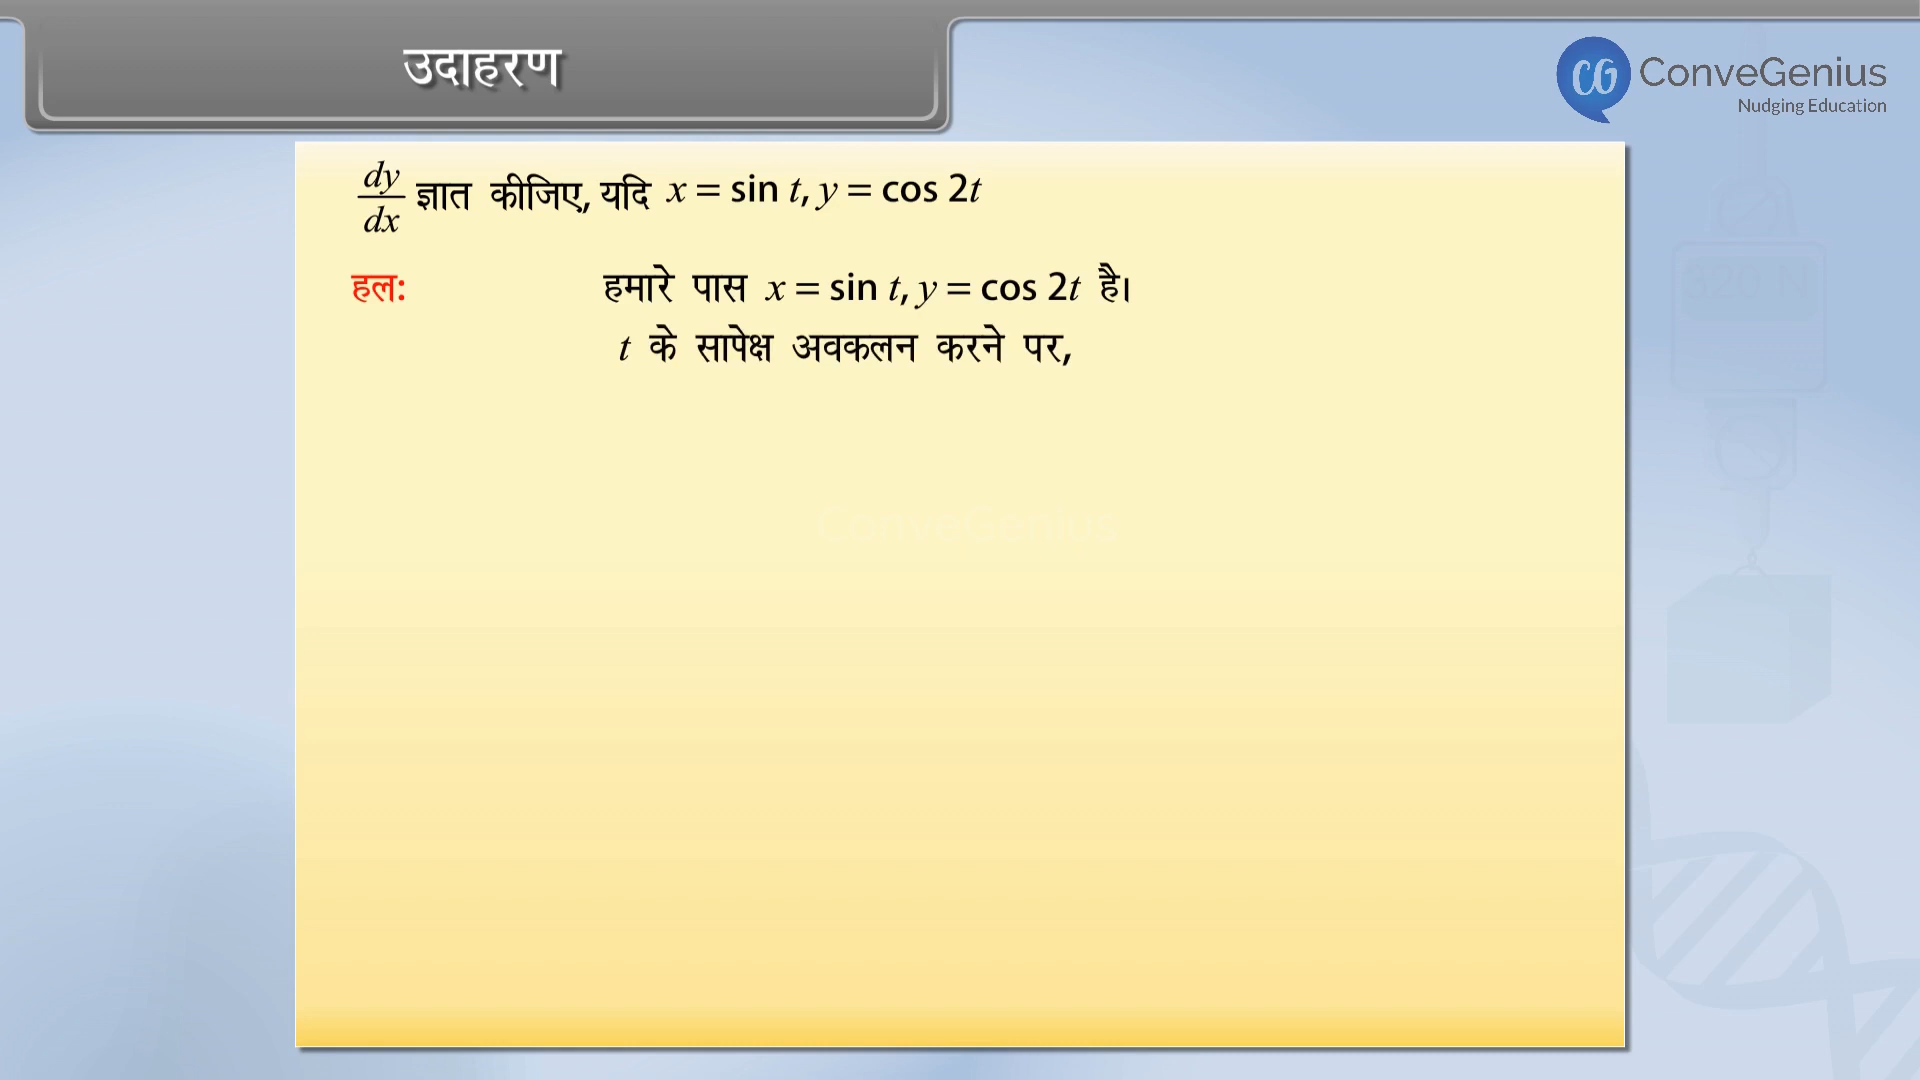 उदाहरण
ConveGenius
Nudging Education
dy/dx ज्ञात कीजिए, यदि x = sin t, y = cos 2t
हल: हमारे पास x = sin t, y = cos 2t है।
t के सापेक्ष अवकलन करने पर,
ConveGenius